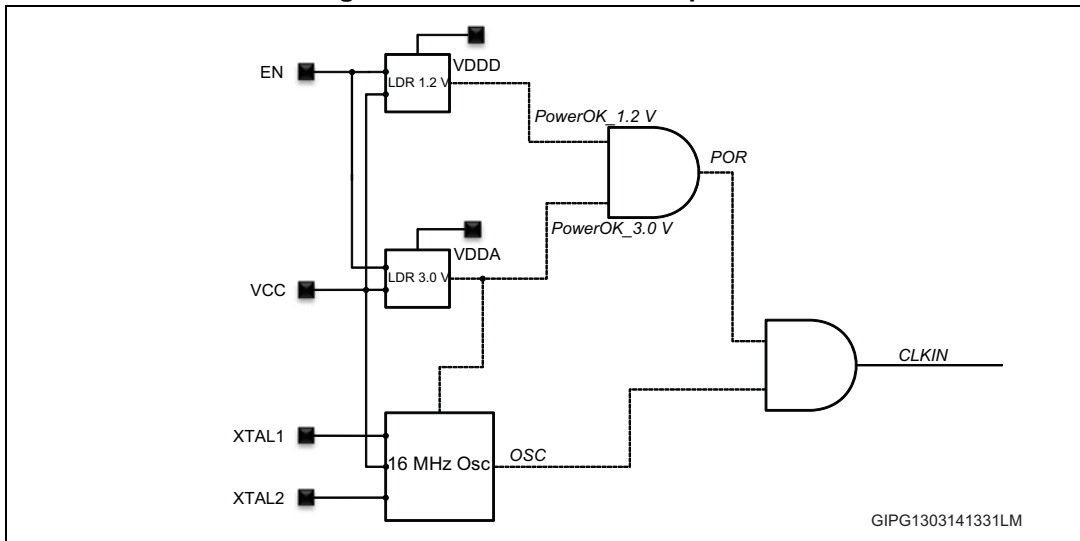 EN
VDDD
LDR 1.2 V
PowerOK_1.2 V
POR
PowerOK_3.0 V
VDDA
LDR 3.0 V
VCC
CLKIN
XTAL1
16 MHz Osc
OSC
XTAL2
GIPG1303141331LM